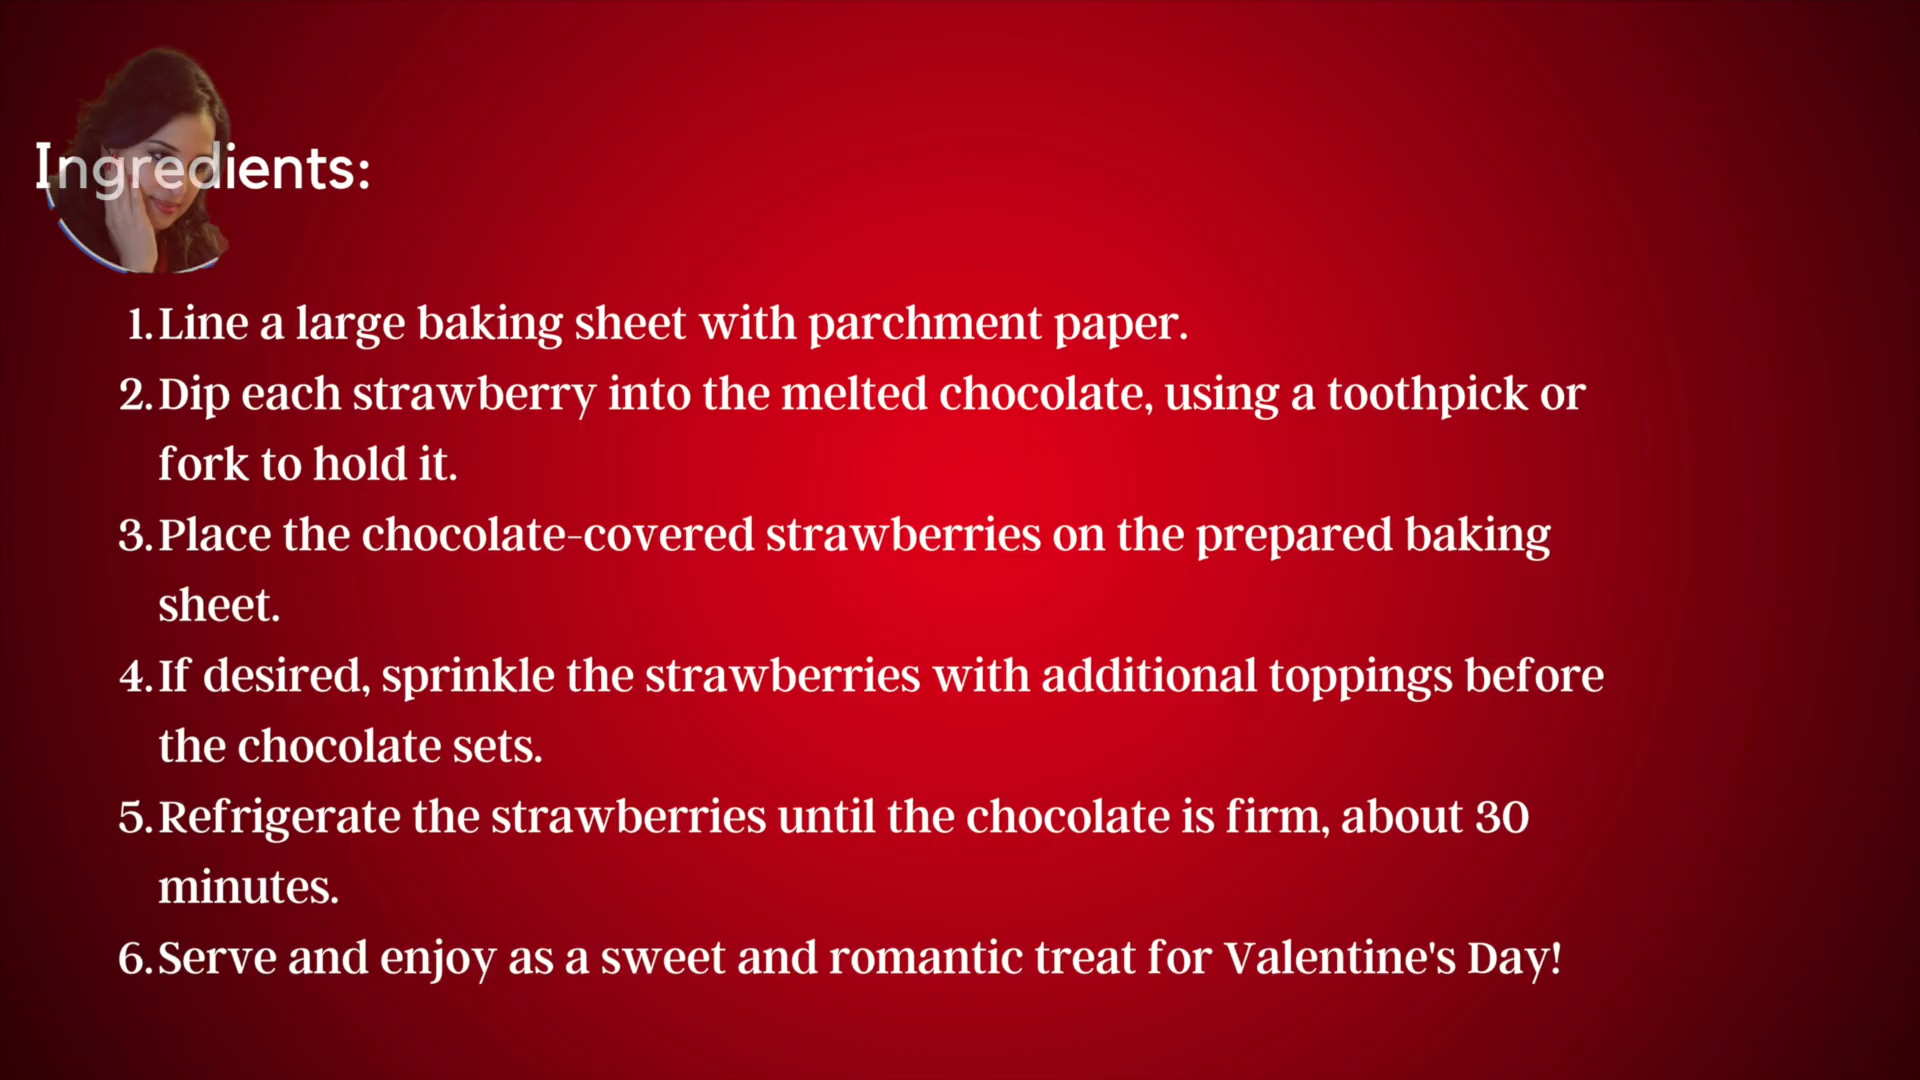 Ingredients:
1. Line a large baking sheet with parchment paper.
2. Dip each strawberry into the melted chocolate, using a toothpick or
fork to hold it.
3. Place the chocolate-covered strawberries on the prepared baking
sheet.
4. If desired, sprinkle the strawberries with additional toppings before
the chocolate sets.
5. Refrigerate the strawberries until the chocolate is firm, about 30
minutes.
6. Serve and enjoy as a sweet and romantic treat for Valentine's Day!